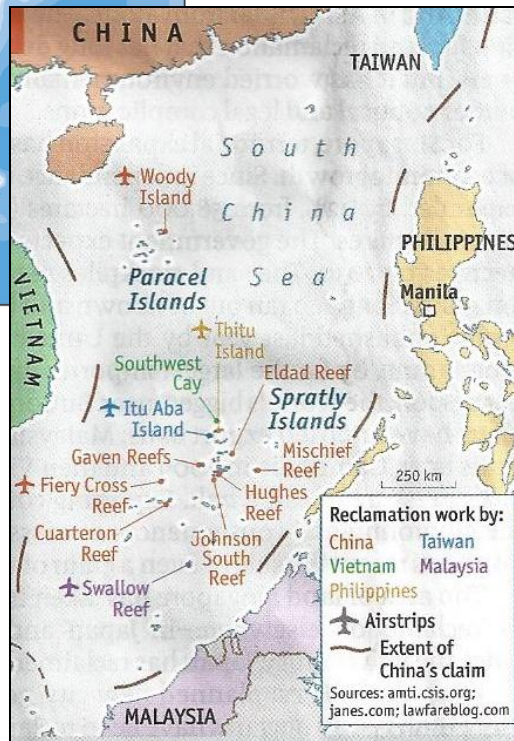 CHINA
TAIWAN
South
China
Sea
Woody
Island
PHILIPPINES
Paracel
Islands
Manila
VIETNAM
Thitu
Island
Southwest
Cay
Eldad Reef
Spratly
Islands
Itu Aba
Island
Gaven Reefs
Mischief
Reef
Fiery Cross
Reef
Hughes
Reef
Cuarteron
Reef
Johnson
South
Reef
Swallow
Reef
MALAYSIA
250 km
Reclamation work by:
China Taiwan
Vietnam Malaysia
Philippines
Airstrips
Extent of
China's claim
Sources: amti.csis.org;
janes.com; lawfareblog.com